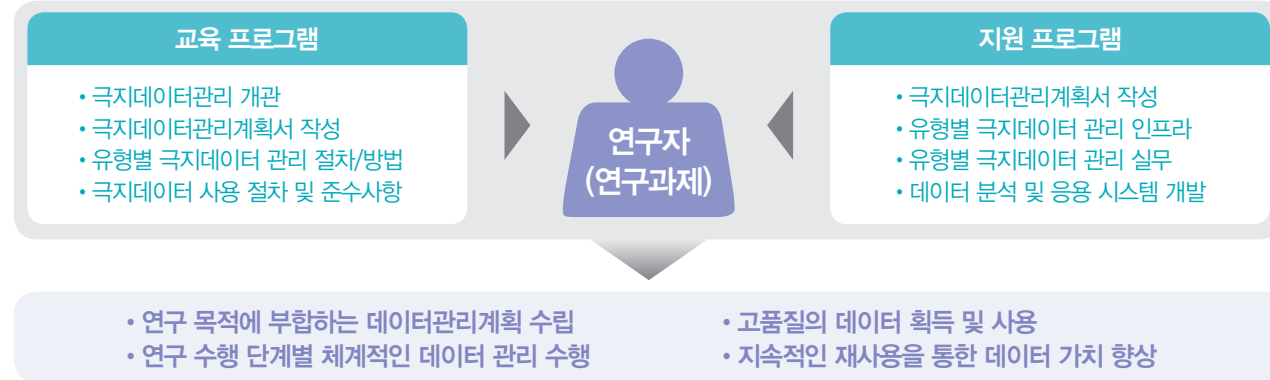 교육 프로그램
• 극지데이터관리 개관
• 극지데이터관리계획서 작성
• 유형별 극지데이터 관리 절차/방법
• 극지데이터 사용 절차 및 준수사항
연구자
(연구과제)
지원 프로그램
• 극지데이터관리계획서 작성
• 유형별 극지데이터 관리 인프라
• 유형별 극지데이터 관리 실무
• 데이터 분석 및 응용 시스템 개발
• 연구 목적에 부합하는 데이터관리계획 수립
• 연구 수행 단계별 체계적인 데이터 관리 수행
• 고품질의 데이터 획득 및 사용
• 지속적인 재사용을 통한 데이터 가치 향상